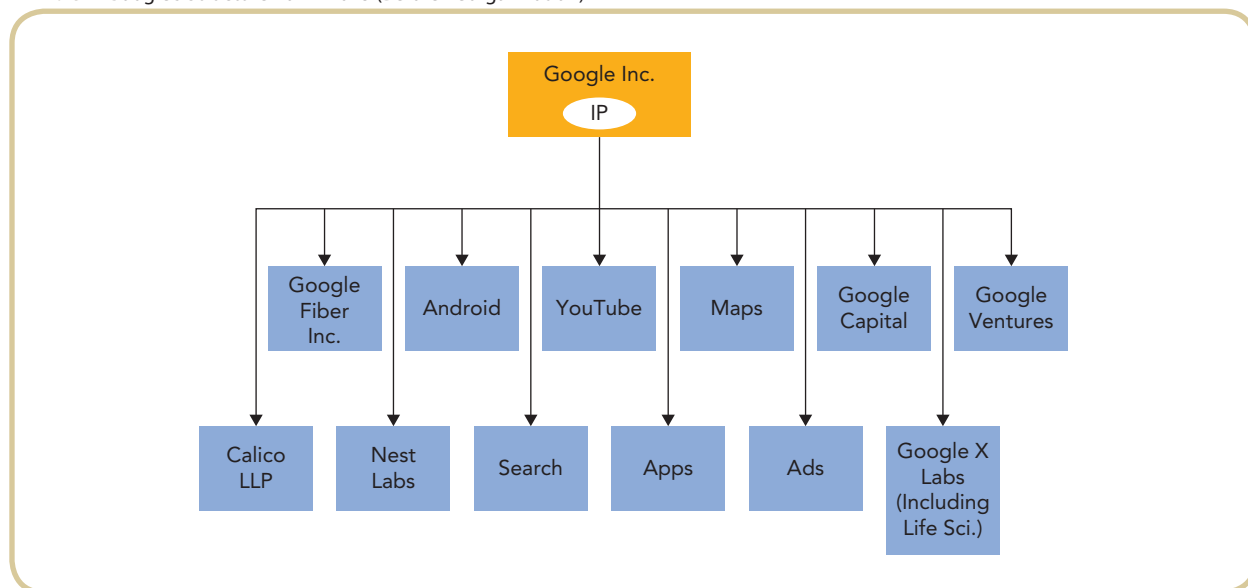 Google Inc.
IP
Google
Fiber
Inc.
Android
YouTube
Maps
Google
Capital
Google
Ventures
Calico
LLP
Nest
Labs
Search
Apps
Ads
Google X
Labs
(Including
Life Sci.)